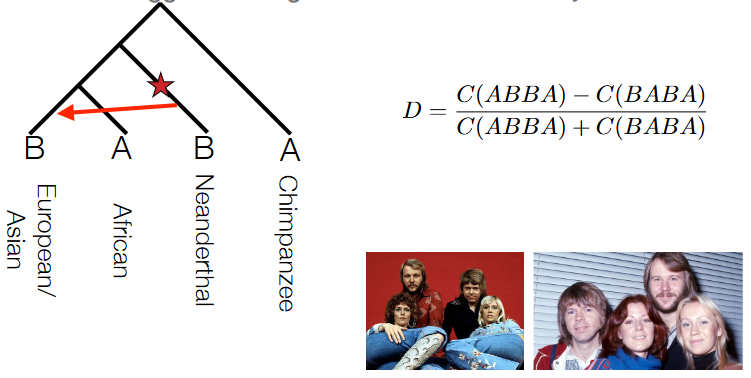 D = C(ABBA) − C(BABA)
C(ABBA) + C(BABA)
B A B A
European/
Asian
African
Neanderthal
Chimpanzee